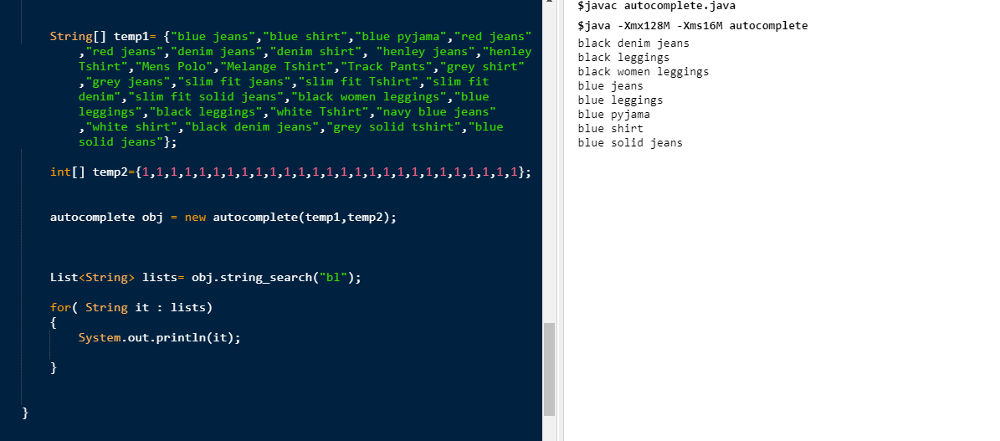 String[] temp1= {"blue jeans","blue shirt","blue pyjama","red jeans"
,"red jeans","denim jeans","denim shirt", "henley jeans","henley
Tshirt","Mens Polo","Melange Tshirt","Track Pants","grey shirt"
,"grey jeans","slim fit jeans","slim fit Tshirt","slim fit
denim","slim fit solid jeans","black women leggings","blue
leggings","black leggings","white Tshirt","navy blue jeans"
,"white shirt","black denim jeans","grey solid tshirt","blue
solid jeans"};
int[] temp2={1,1,1,1,1,1,1,1,1,1,1,1,1,1,1,1,1,1,1,1,1,1,1,1,1,1,1};
autocomplete obj = new autocomplete(temp1,temp2);
List<String> lists= obj.string_search("bl");
for( String it : lists)
{
System.out.println(it);
}
}
$javac autocomplete.java
$java -Xmx128M -Xms16M autocomplete
black denim jeans
black leggings
black women leggings
blue jeans
blue leggings
blue pyjama
blue shirt
blue solid jeans